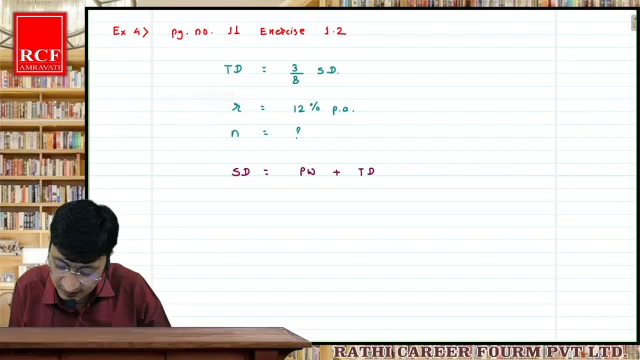 Ex 4> pg. no. 11 Exercise 1.2
RCF
AMRAVATI
TD = 3/8 SD.
r = 12% p.a.
n = ?
SD = PW + TD
RATHI CAREER FOURM PVT LTD